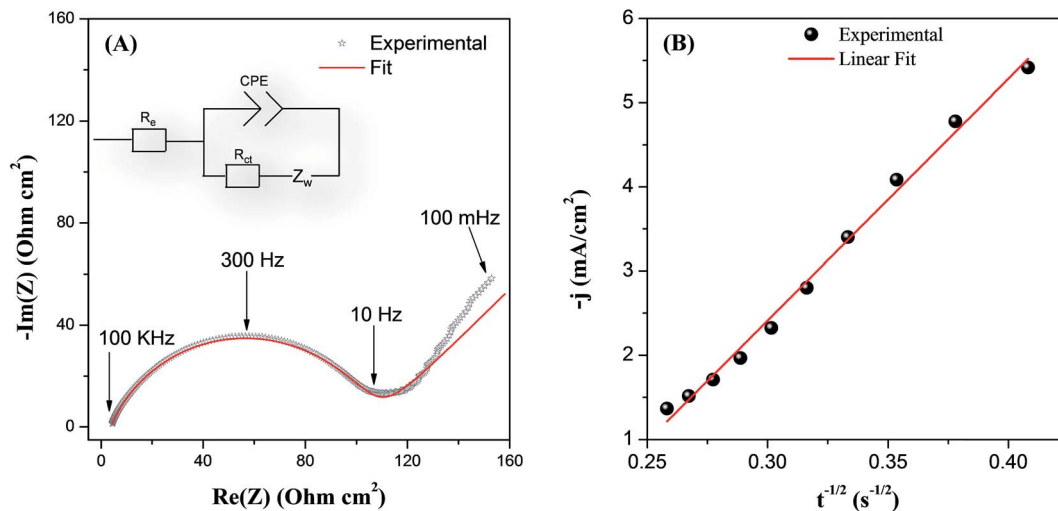 (A)
Experimental
Fit
CPE
Rₑ
R_ct
Z_w
100 KHz
300 Hz
10 Hz
100 mHz
160
120
80
40
0
-Im(Z) (Ohm cm²)
0 40 80 120 160
Re(Z) (Ohm cm²)
(B)
Experimental
Linear Fit
6
5
4
3
2
1
-j (mA/cm²)
0.25 0.30 0.35 0.40
t⁻¹/² (s⁻¹/²)